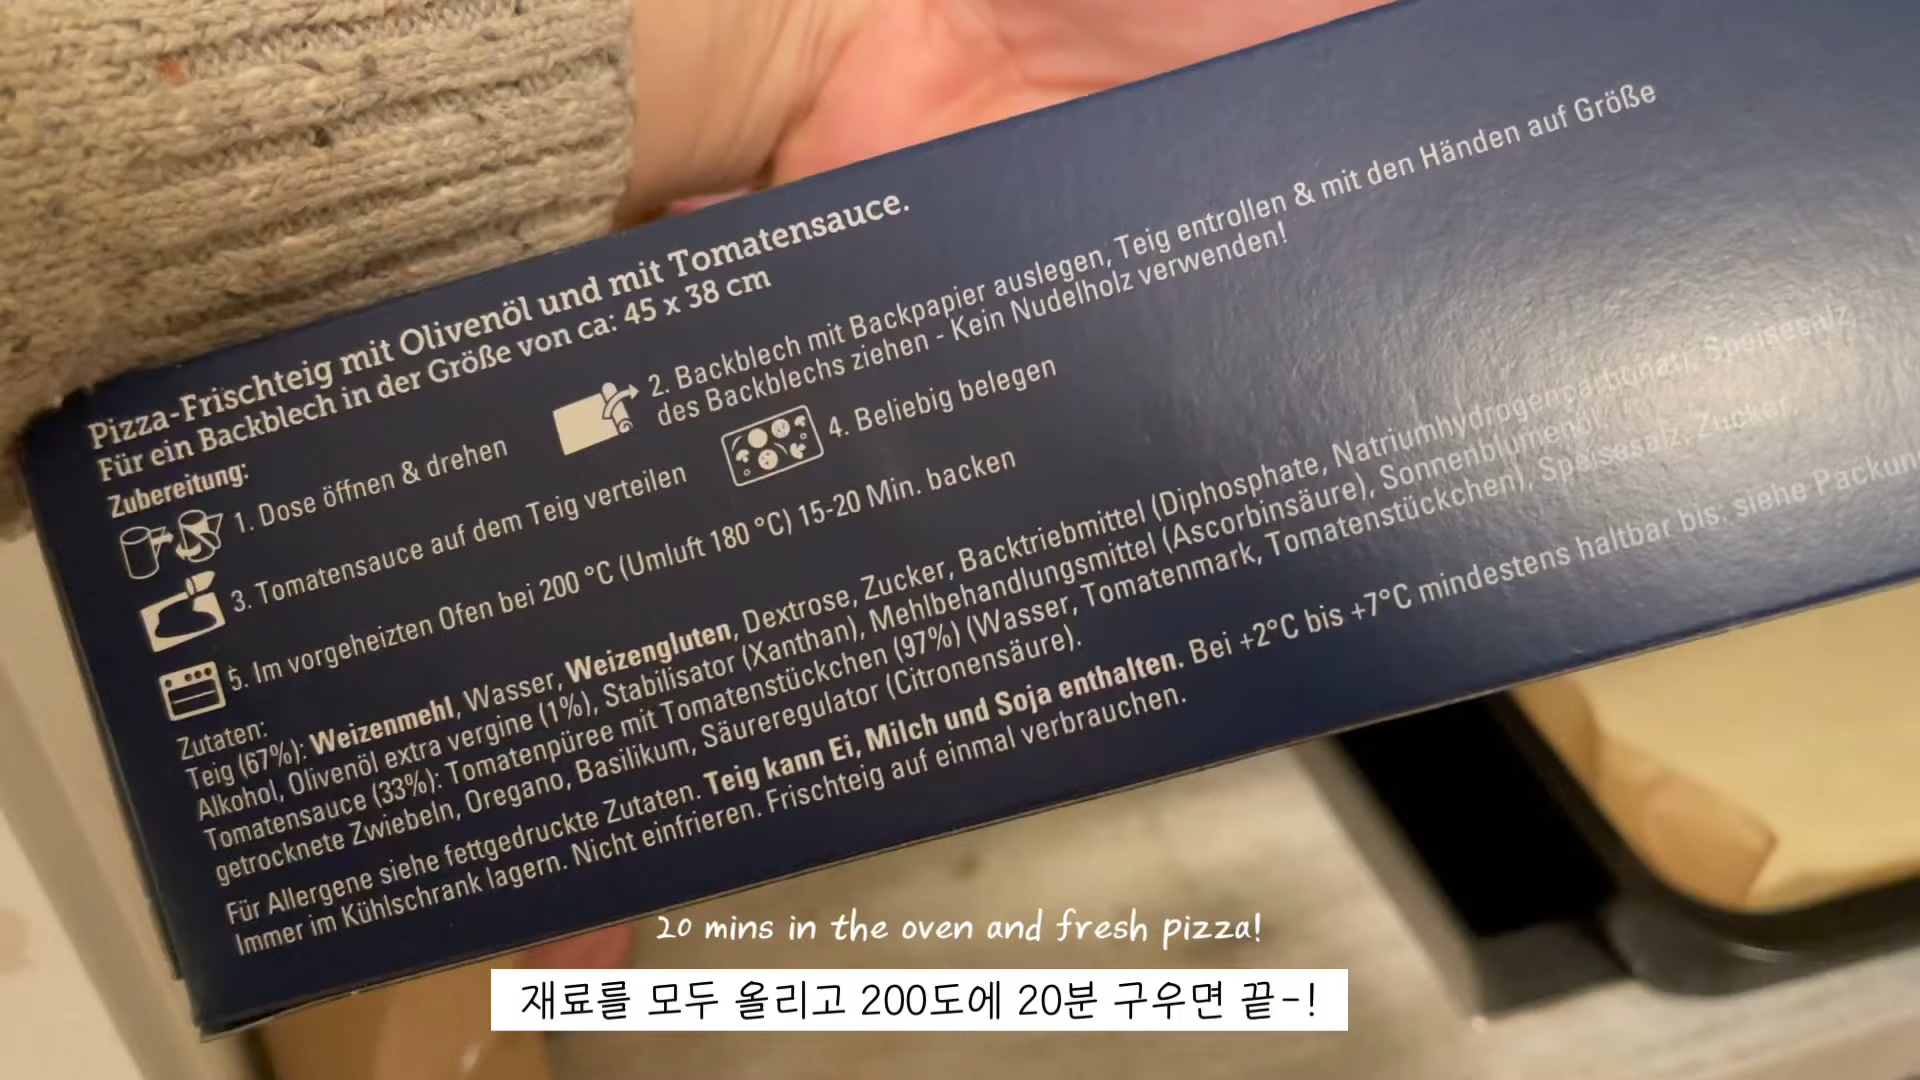 Pizza-Frischteig mit Olivenöl und mit Tomatensauce.
Für ein Backblech in der Größe von ca: 45 x 38 cm
Zubereitung:
1. Dose öffnen & drehen
2. Backblech mit Backpapier auslegen, Teig entrollen & mit den Händen auf Größe
des Backblechs ziehen - Kein Nudelholz verwenden!
3. Tomatensauce auf dem Teig verteilen
4. Beliebig belegen
5. Im vorgeheizten Ofen bei 200 °C (Umluft 180 °C) 15-20 Min. backen
Zutaten:
Teig (67%): Weizenmehl, Wasser, Weizengluten, Dextrose, Zucker, Backtriebmittel (Diphosphate, Natriumhydrogencarbonat), Speisesalz,
Alkohol, Olivenöl extra vergine (1%), Stabilisator (Xanthan), Mehlbehandlungsmittel (Ascorbinsäure), Sonnenblumenöl.
Tomatensauce (33%): Tomatenpüree mit Tomatenstückchen (97%) (Wasser, Tomatenmark, Tomatenstückchen), Speisesalz, Zucker,
getrocknete Zwiebeln, Oregano, Basilikum, Säureregulator (Citronensäure).
Für Allergene siehe fettgedruckte Zutaten. Teig kann Ei, Milch und Soja enthalten. Bei +2°C bis +7°C mindestens haltbar bis: siehe
Immer im Kühlschrank lagern. Nicht einfrieren. Frischteig auf einmal verbrauchen.
20 mins in the oven and fresh pizza!
재료를 모두 올리고 200도에 20분 구우면 끝-!